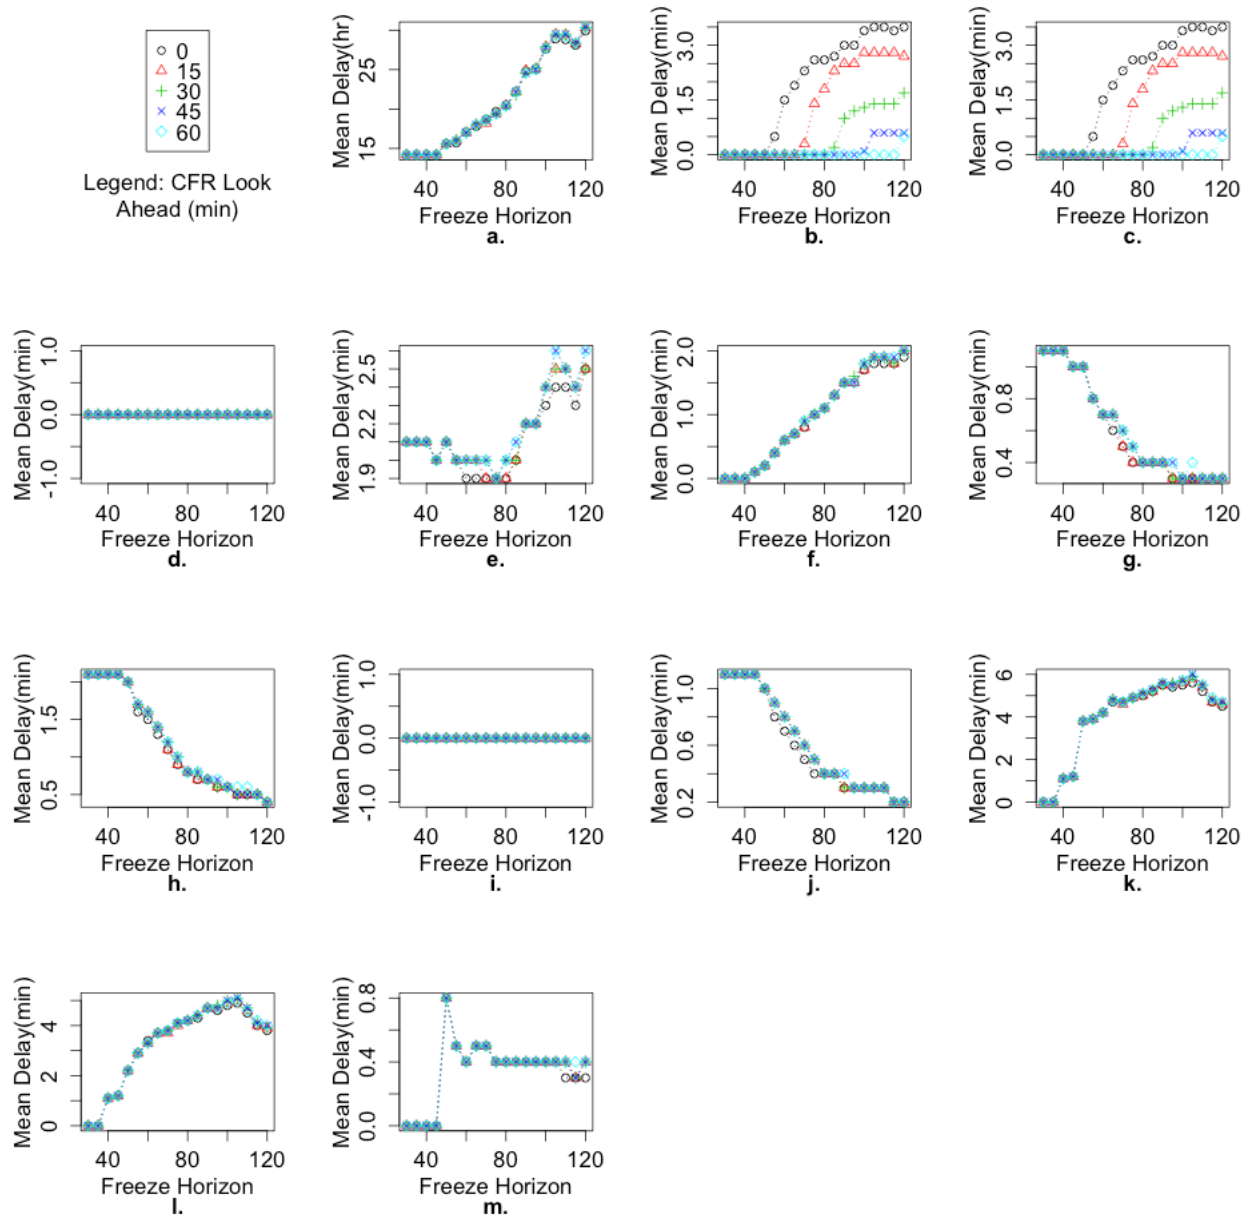 0
15
30
45
60
Legend: CFR Look
Ahead (min)
Mean Delay(hr)
15 25
40 80 120
Freeze Horizon
a.
Mean Delay(min)
0.0 1.5 3.0
40 80 120
Freeze Horizon
b.
Mean Delay(min)
0.0 1.5 3.0
40 80 120
Freeze Horizon
c.
Mean Delay(min)
-1.0 0.0 1.0
40 80 120
Freeze Horizon
d.
Mean Delay(min)
1.9 2.2 2.5
40 80 120
Freeze Horizon
e.
Mean Delay(min)
0.0 1.0 2.0
40 80 120
Freeze Horizon
f.
Mean Delay(min)
0.4 0.8
40 80 120
Freeze Horizon
g.
Mean Delay(min)
0.5 1.5
40 80 120
Freeze Horizon
h.
Mean Delay(min)
-1.0 0.0 1.0
40 80 120
Freeze Horizon
i.
Mean Delay(min)
0.2 0.6 1.0
40 80 120
Freeze Horizon
j.
Mean Delay(min)
0 2 4 6
40 80 120
Freeze Horizon
k.
Mean Delay(min)
0 2 4
40 80 120
Freeze Horizon
l.
Mean Delay(min)
0.0 0.4 0.8
40 80 120
Freeze Horizon
m.